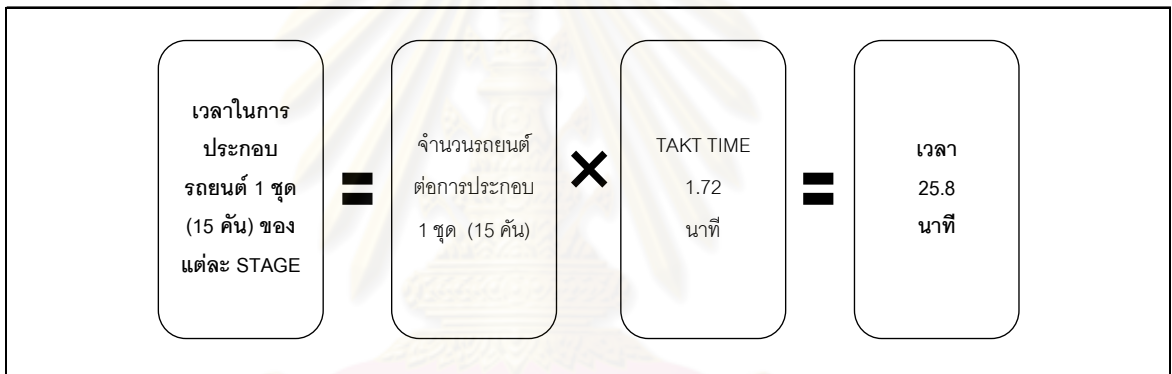 เวลาในการ
ประกอบ
รถยนต์ 1 ชุด
(15 คัน) ของ
แต่ละ STAGE
=
จำนวนรถยนต์
ต่อการประกอบ
1 ชุด (15 คัน)
×
TAKT TIME
1.72
นาที
=
เวลา
25.8
นาที